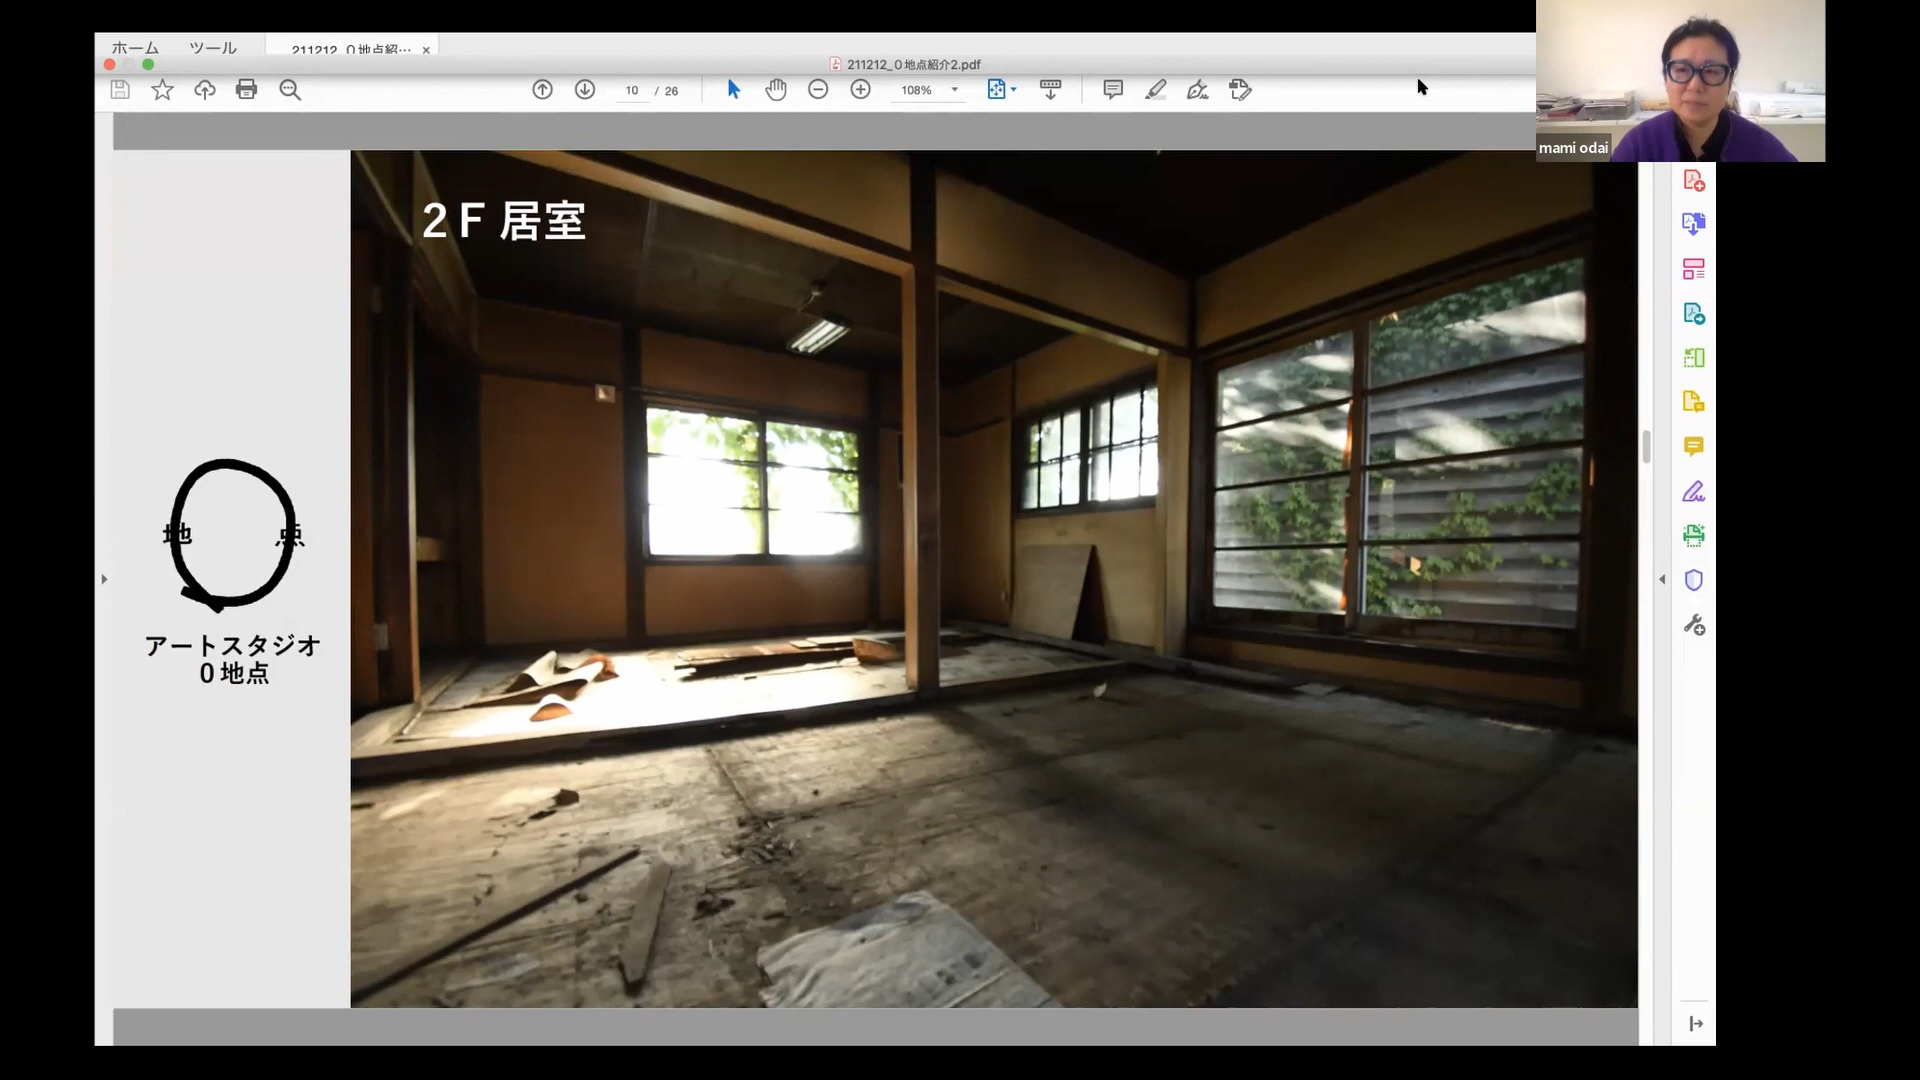 ホーム ツール 211212_０地点紹… ×
211212_０地点紹介2.pdf
10 / 26 108%
mami odai
２Ｆ 居室
地 点
アートスタジオ
０地点